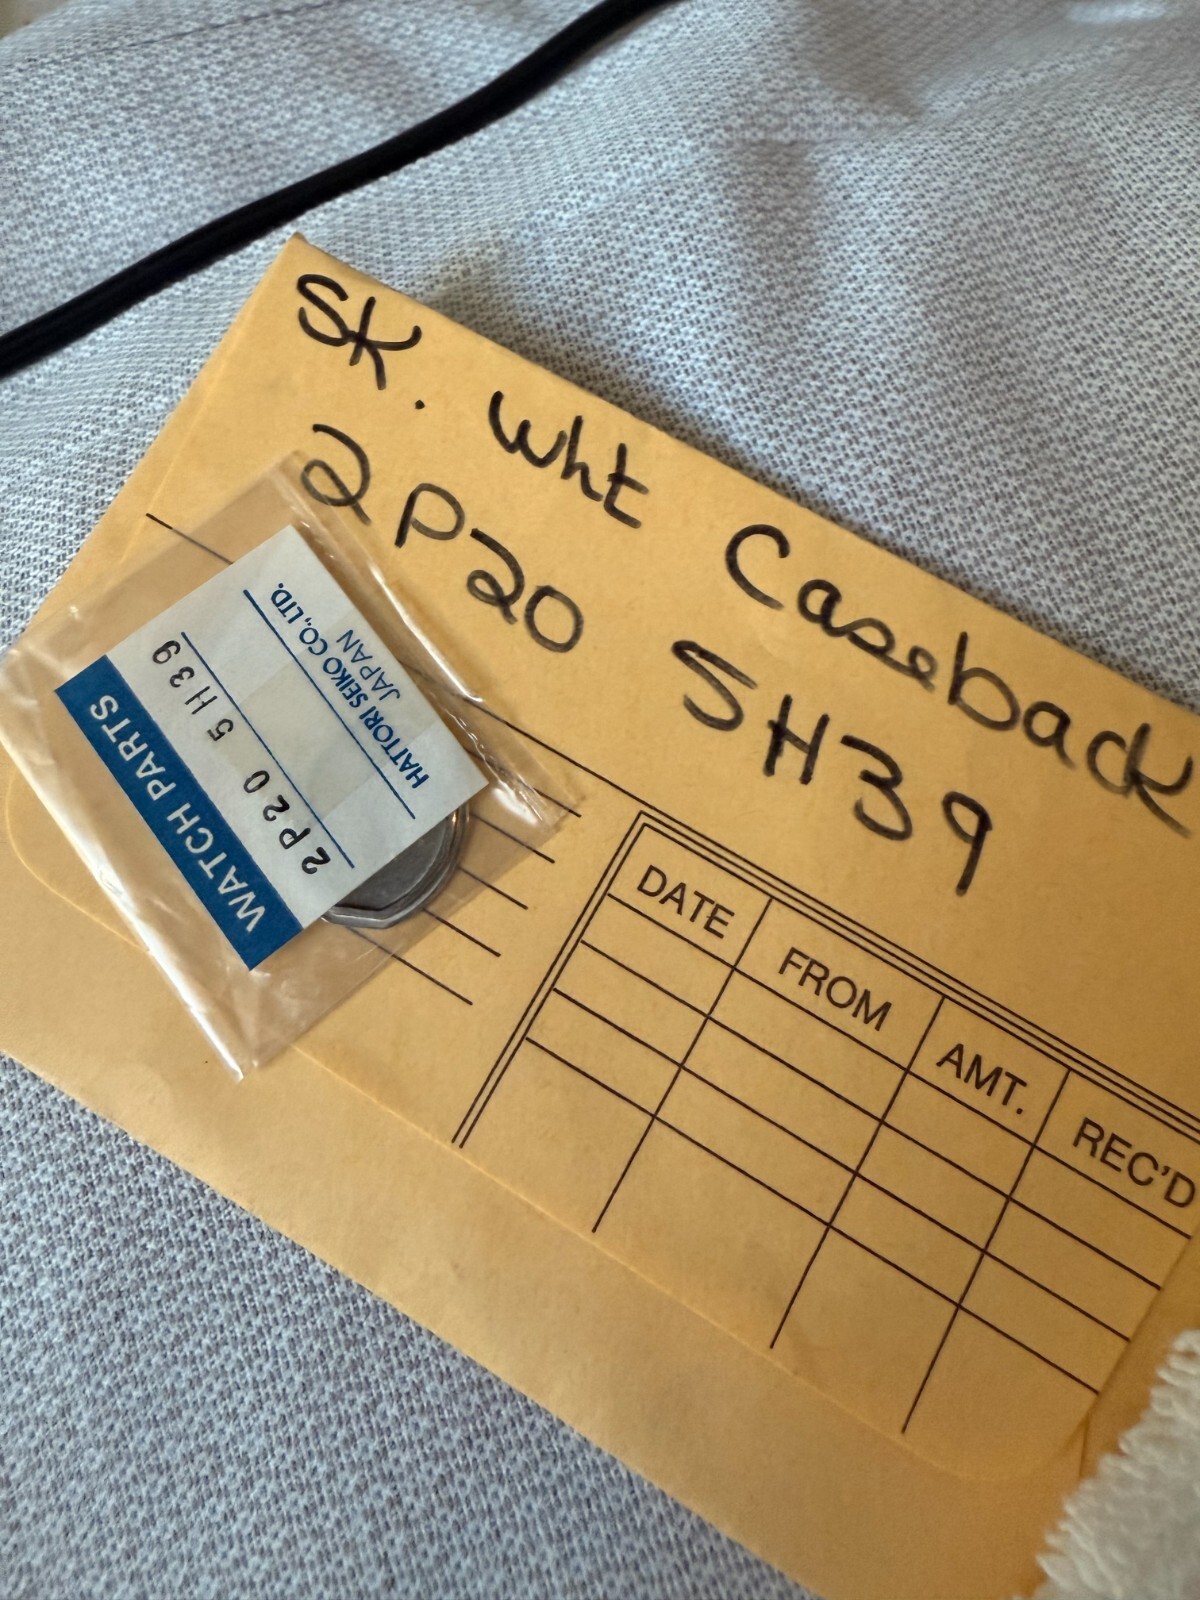 SK. Wht Caseback
2P20 5H39
WATCH PARTS
2P20 5H39
HATTORI SEIKO CO., LTD.
JAPAN
DATE FROM AMT. REC'D